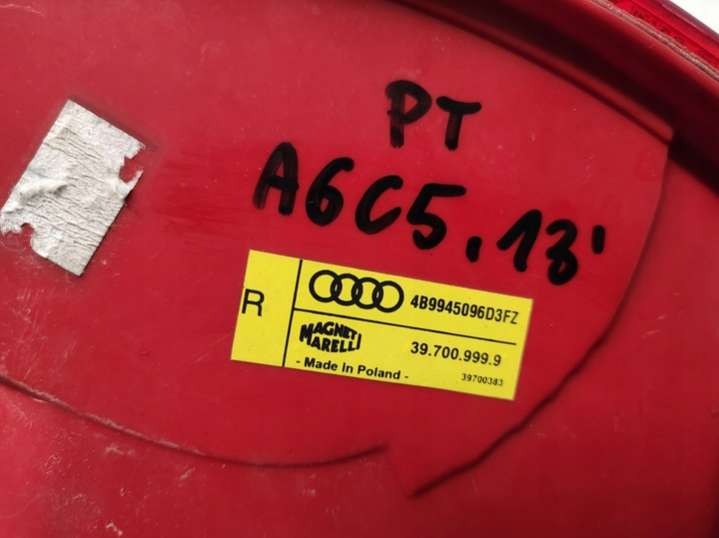 PT
A6C5, 13'
R
4B9945096D3FZ
MAGNETI
MARELLI
39.700.999.9
- Made in Poland -
39700383